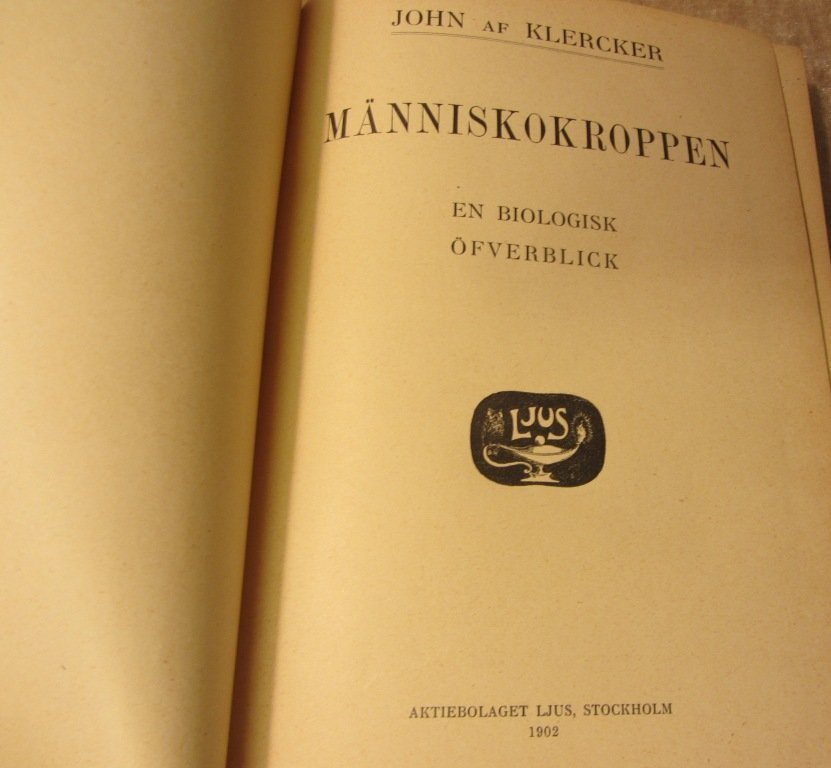 JOHN AF KLERCKER
MÄNNISKOKROPPEN
EN BIOLOGISK
ÖFVERBLICK
LJUS
AKTIEBOLAGET LJUS, STOCKHOLM
1902